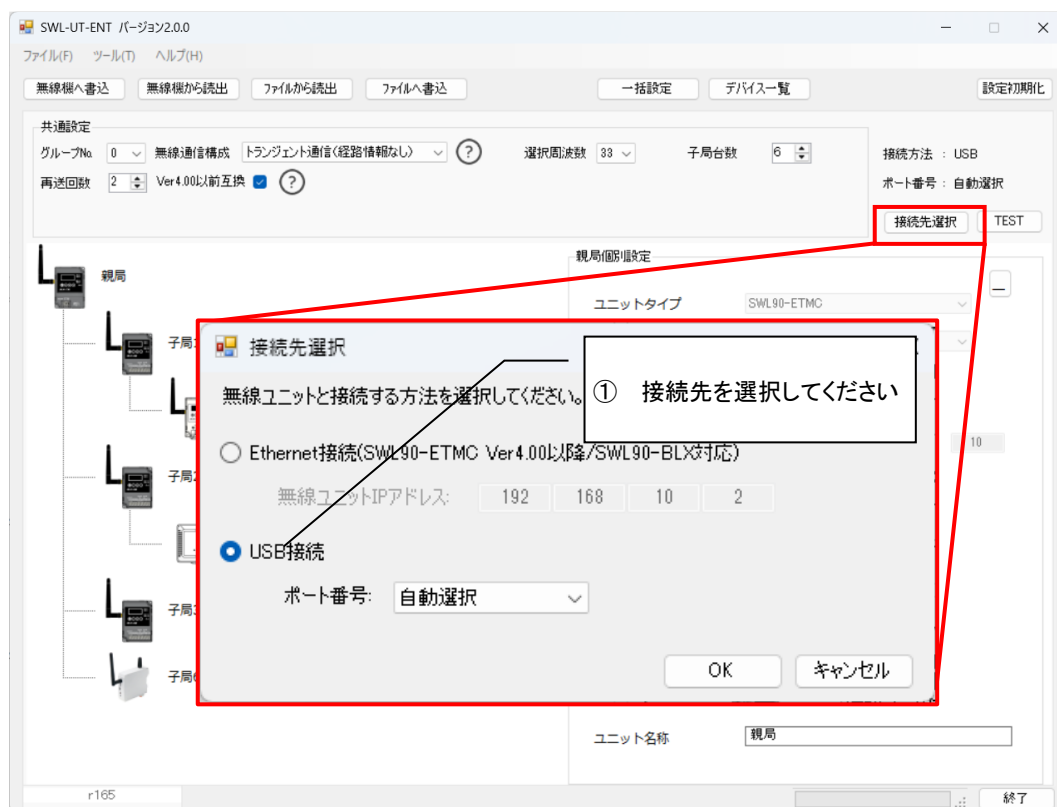 SWL-UT-ENT バージョン2.0.0
ファイル(F) ツール(T) ヘルプ(H)
無線機へ書込 無線機から読出 ファイルから読出 ファイルへ書込 一括設定 デバイス一覧 設定初期化
共通設定
グループNo. 0 無線通信構成 トランジェント通信(経路情報なし) ? 選択周波数 33 子局台数 6
再送回数 2 Ver4.00以前互換 ?
接続方法 : USB
ポート番号 : 自動選択
接続先選択 TEST
親局
子局
子局
子局
子局
親局個別設定
ユニットタイプ SWL90-ETMC
10
接続先選択
① 接続先を選択してください
無線ユニットと接続する方法を選択してください。
Ethernet接続(SWL90-ETMC Ver4.00以降/SWL90-BLX対応)
無線ユニットIPアドレス: 192 168 10 2
USB接続
ポート番号: 自動選択
OK キャンセル
ユニット名称 親局
r165
終了